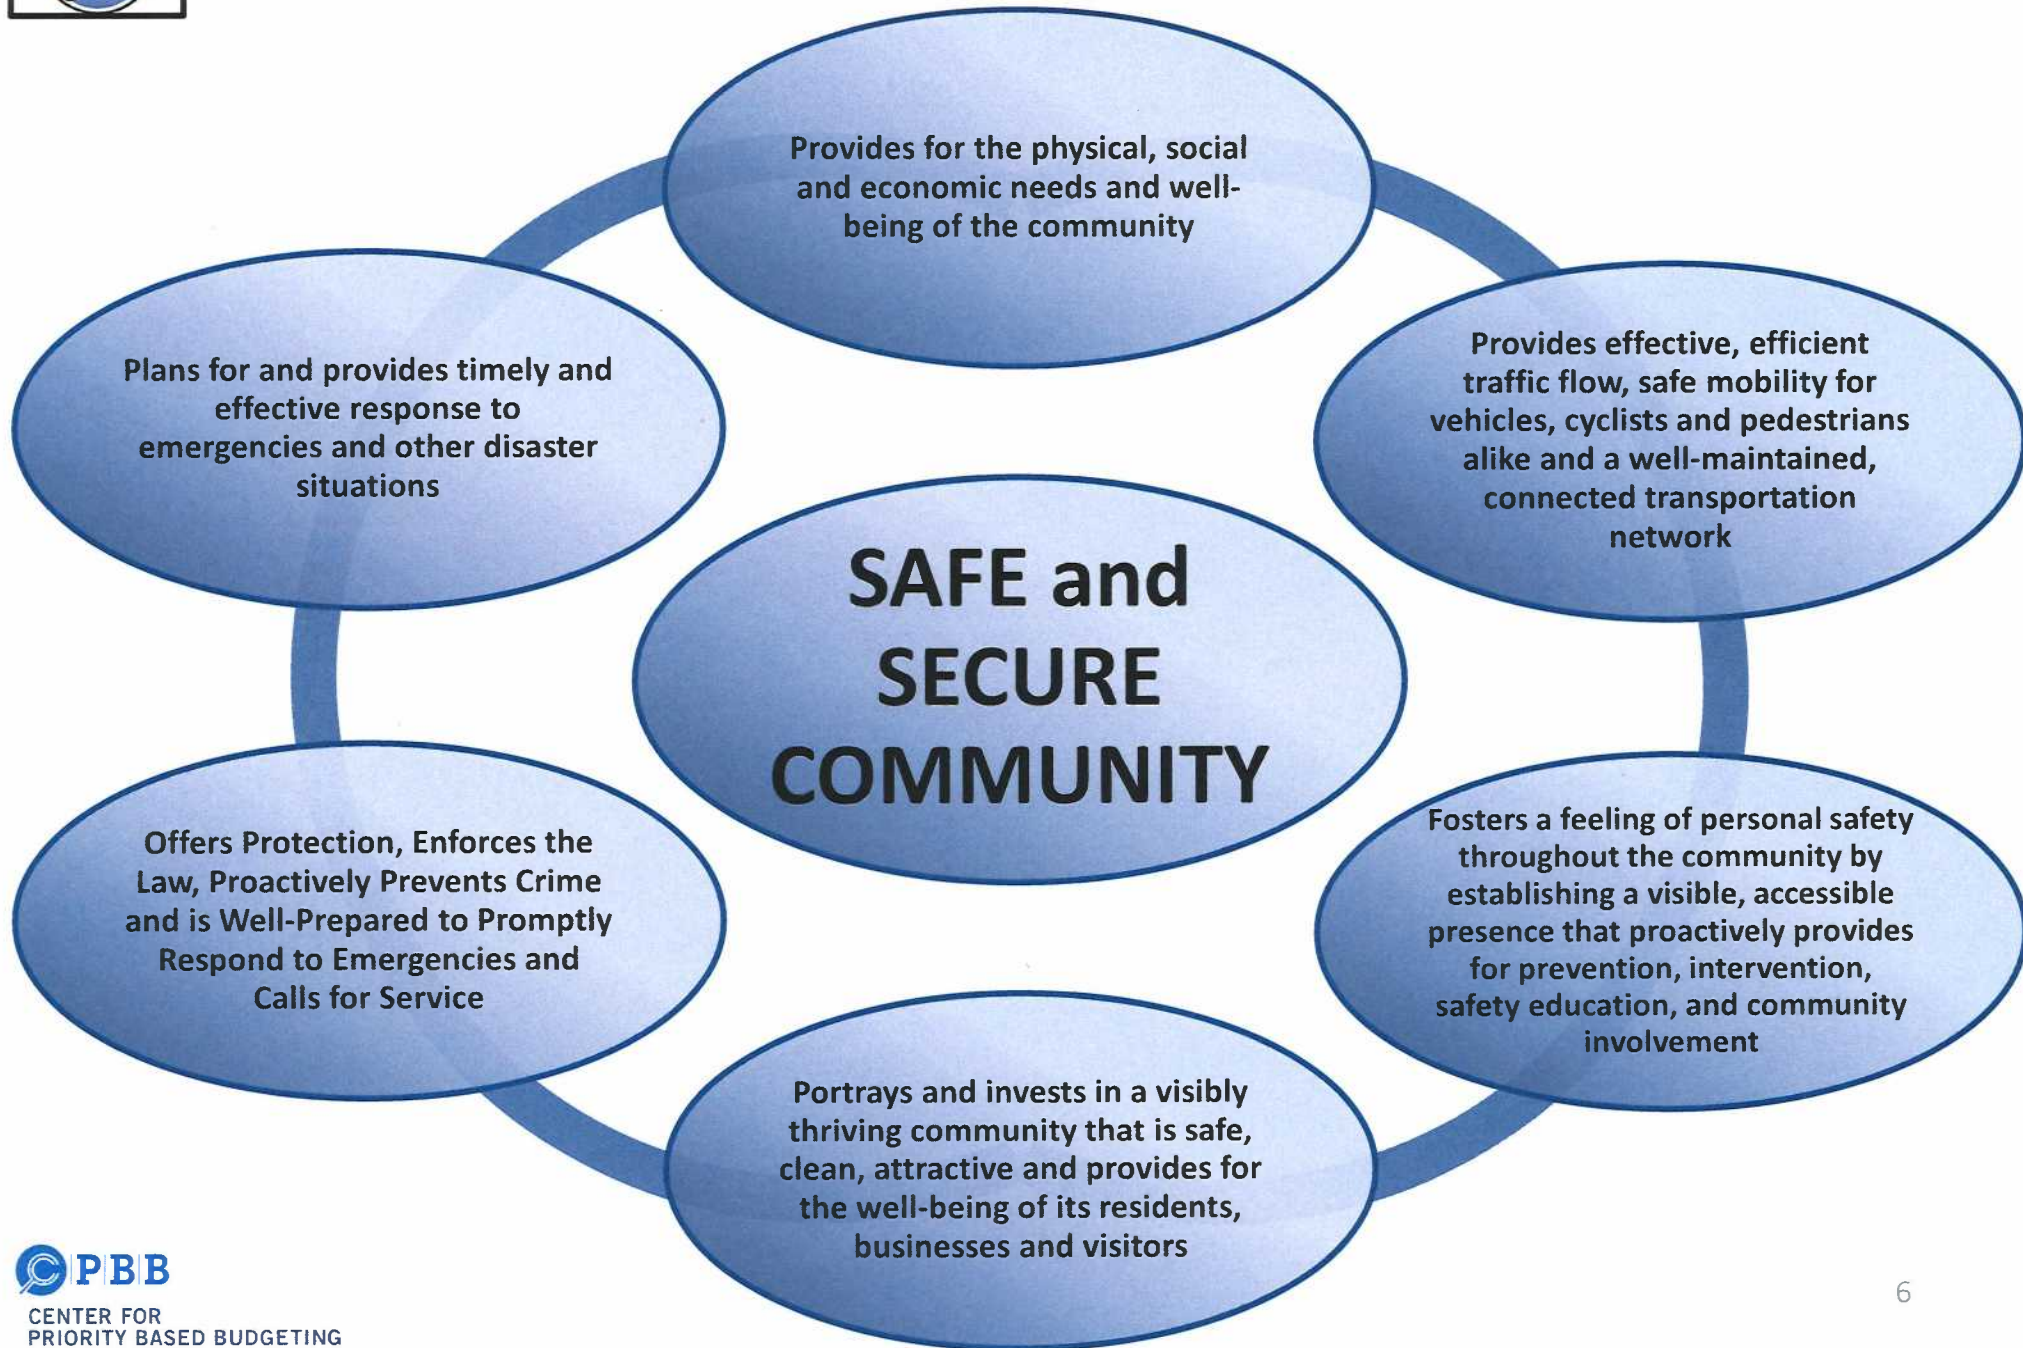 Provides for the physical, social
and economic needs and well-
being of the community
Provides effective, efficient
traffic flow, safe mobility for
vehicles, cyclists and pedestrians
alike and a well-maintained,
connected transportation
network
Fosters a feeling of personal safety
throughout the community by
establishing a visible, accessible
presence that proactively provides
for prevention, intervention,
safety education, and community
involvement
Portrays and invests in a visibly
thriving community that is safe,
clean, attractive and provides for
the well-being of its residents,
businesses and visitors
Offers Protection, Enforces the
Law, Proactively Prevents Crime
and is Well-Prepared to Promptly
Respond to Emergencies and
Calls for Service
Plans for and provides timely and
effective response to
emergencies and other disaster
situations
SAFE and
SECURE
COMMUNITY
PBB
CENTER FOR
PRIORITY BASED BUDGETING
6